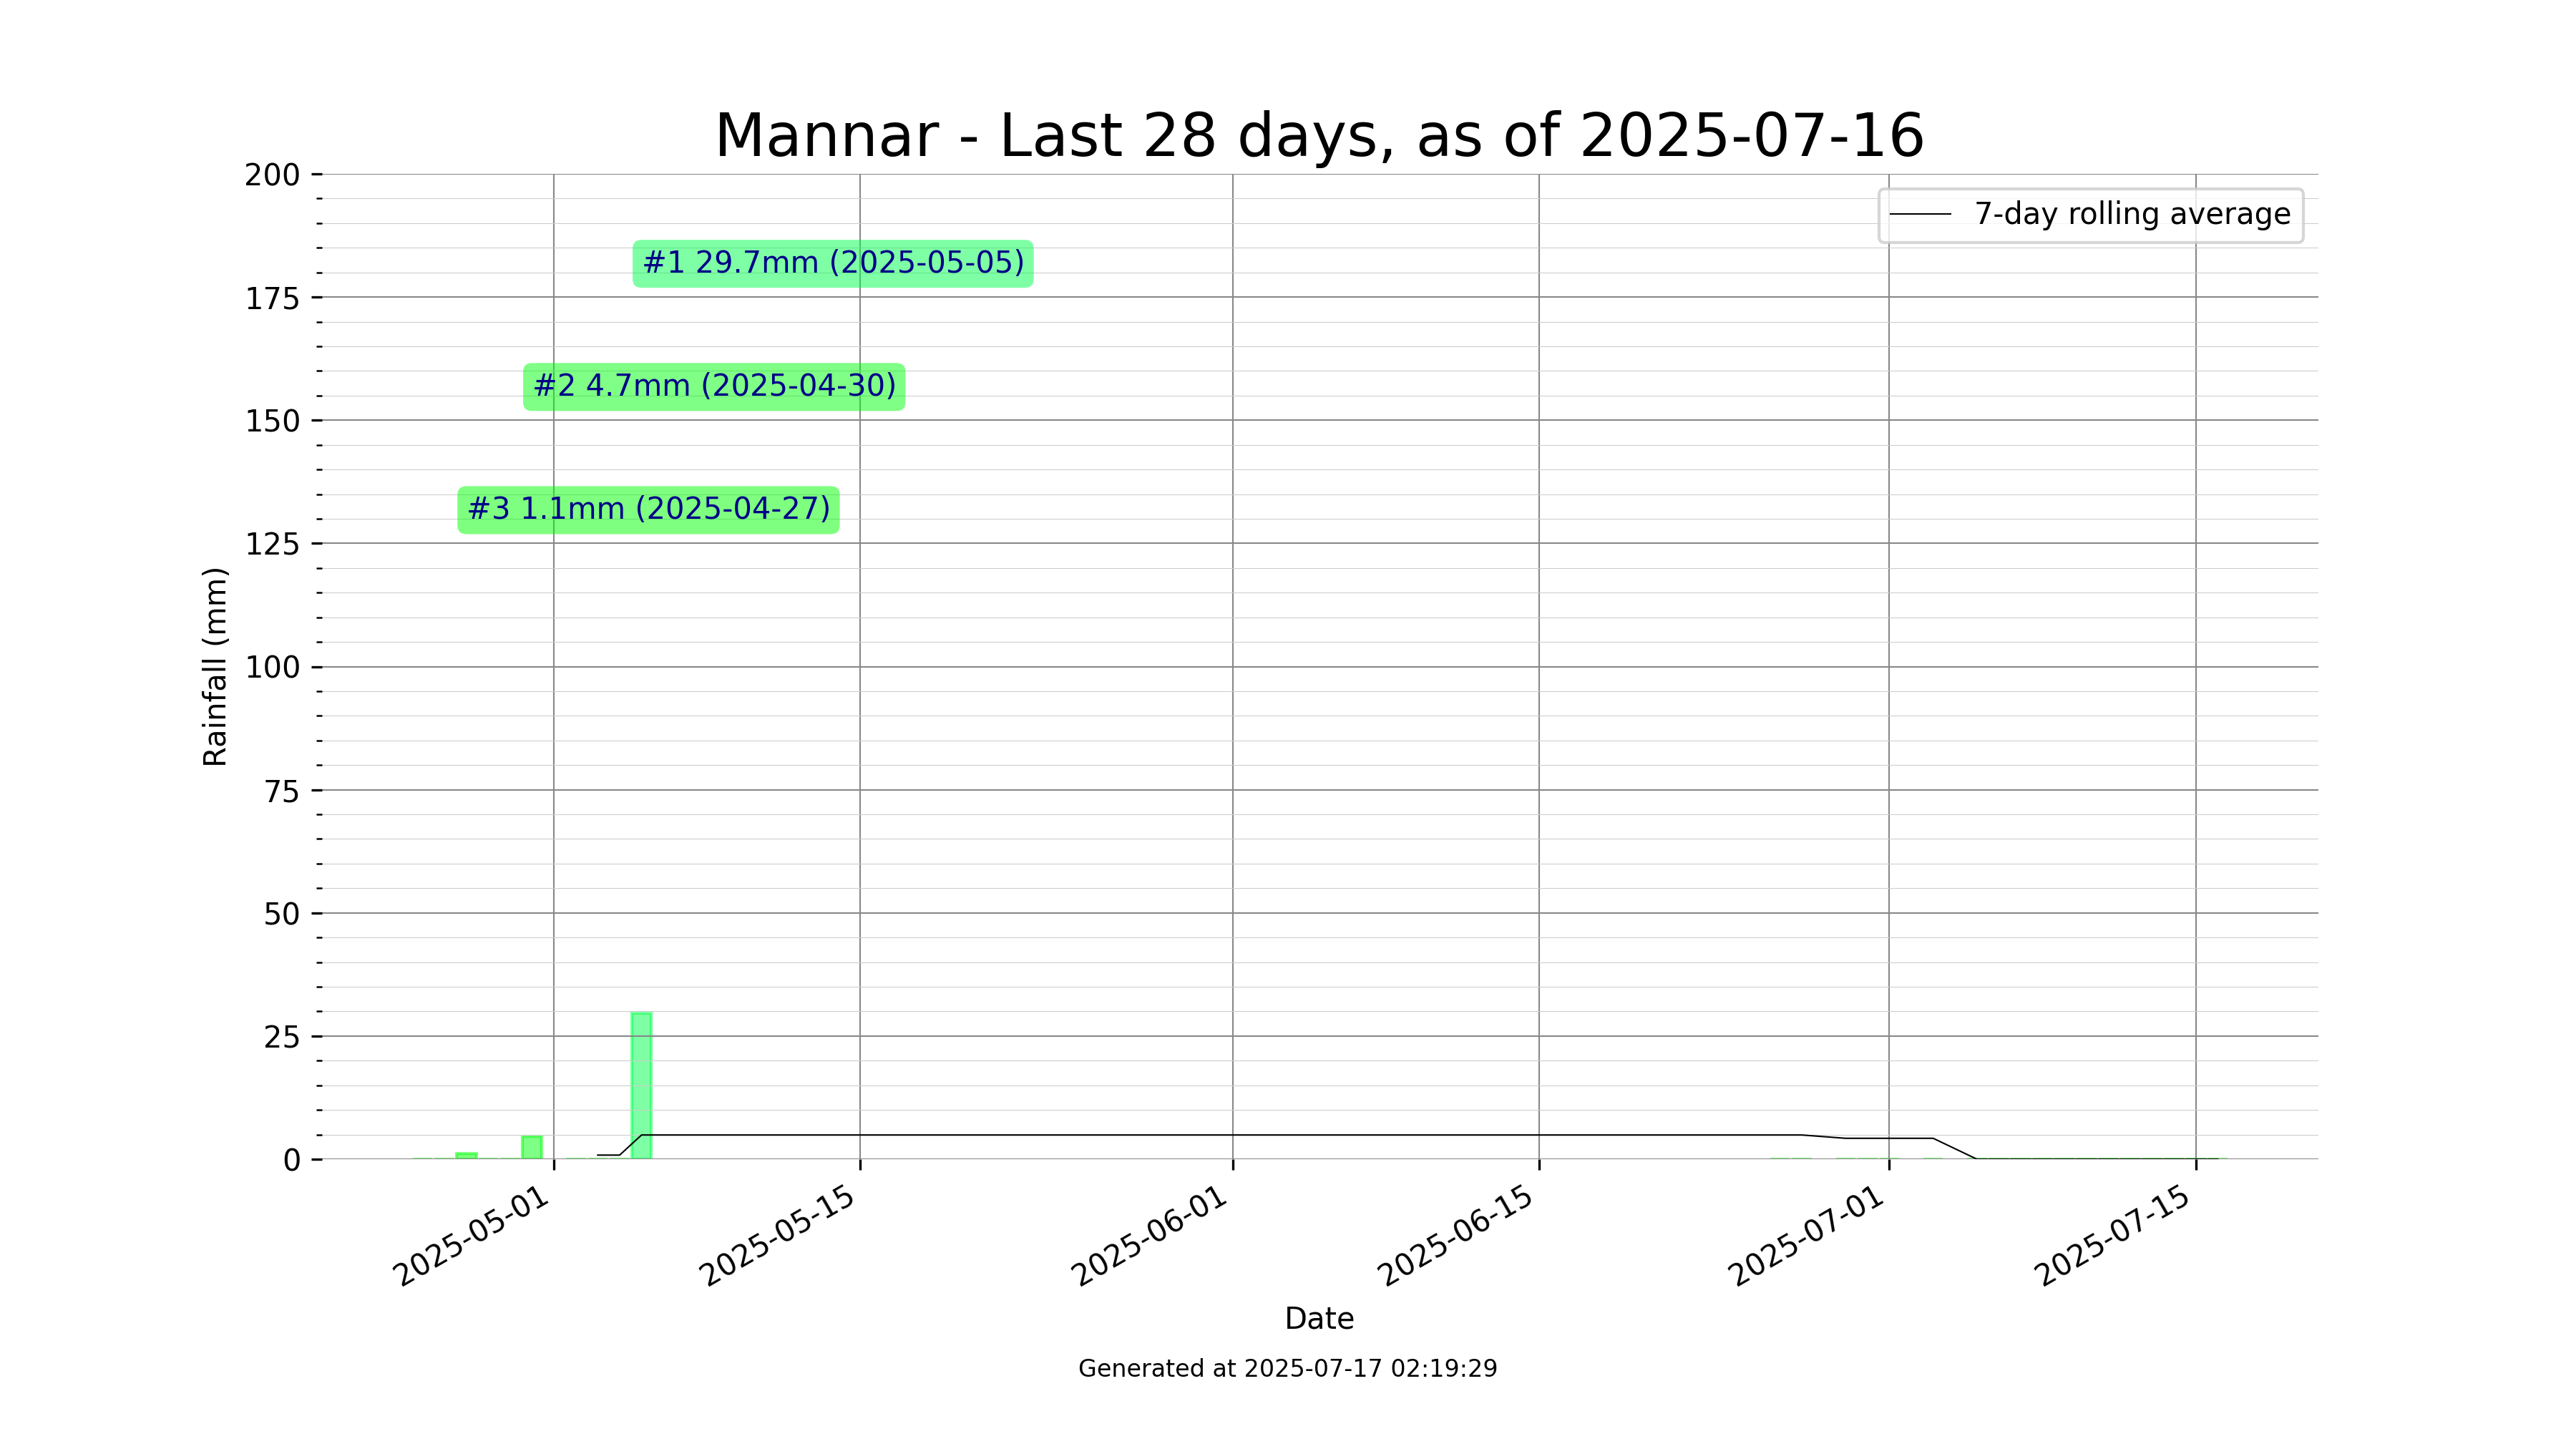 Mannar - Last 28 days, as of 2025-07-16
200
175
150
125
100
75
50
25
0
Rainfall (mm)
7-day rolling average
#1 29.7mm (2025-05-05)
#2 4.7mm (2025-04-30)
#3 1.1mm (2025-04-27)
2025-05-01
2025-05-15
2025-06-01
2025-06-15
2025-07-01
2025-07-15
Date
Generated at 2025-07-17 02:19:29